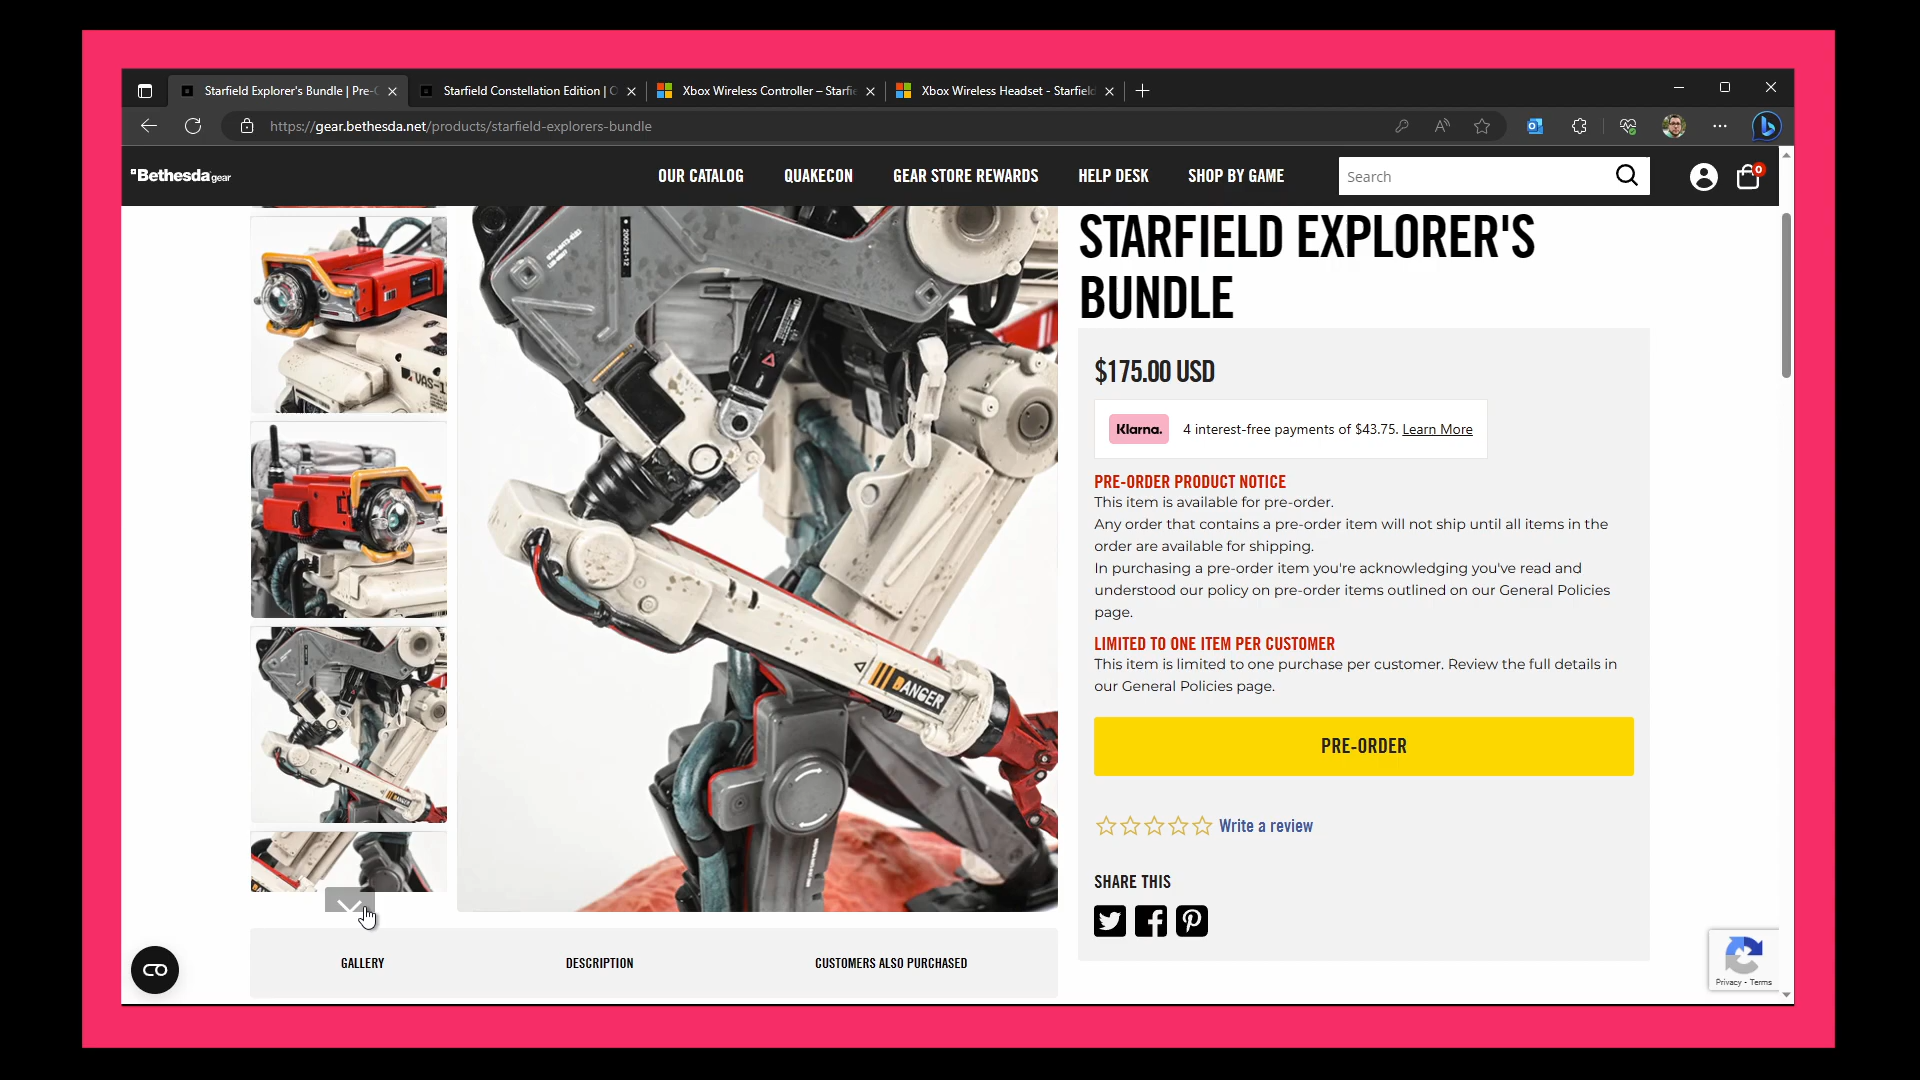 Starfield Explorer's Bundle | Pre-
Starfield Constellation Edition |
Xbox Wireless Controller – Starfie
Xbox Wireless Headset - Starfield
https://gear.bethesda.net/products/starfield-explorers-bundle
Bethesda gear
OUR CATALOG
QUAKECON
GEAR STORE REWARDS
HELP DESK
SHOP BY GAME
Search
0
STARFIELD EXPLORER'S
BUNDLE
$175.00 USD
Klarna.
4 interest-free payments of $43.75. Learn More
PRE-ORDER PRODUCT NOTICE
This item is available for pre-order.
Any order that contains a pre-order item will not ship until all items in the
order are available for shipping.
In purchasing a pre-order item you're acknowledging you've read and
understood our policy on pre-order items outlined on our General Policies
page.
LIMITED TO ONE ITEM PER CUSTOMER
This item is limited to one purchase per customer. Review the full details in
our General Policies page.
PRE-ORDER
Write a review
SHARE THIS
2002-21-12
DANGER
VAS-1
DANGER
GALLERY
DESCRIPTION
CUSTOMERS ALSO PURCHASED
Privacy - Terms